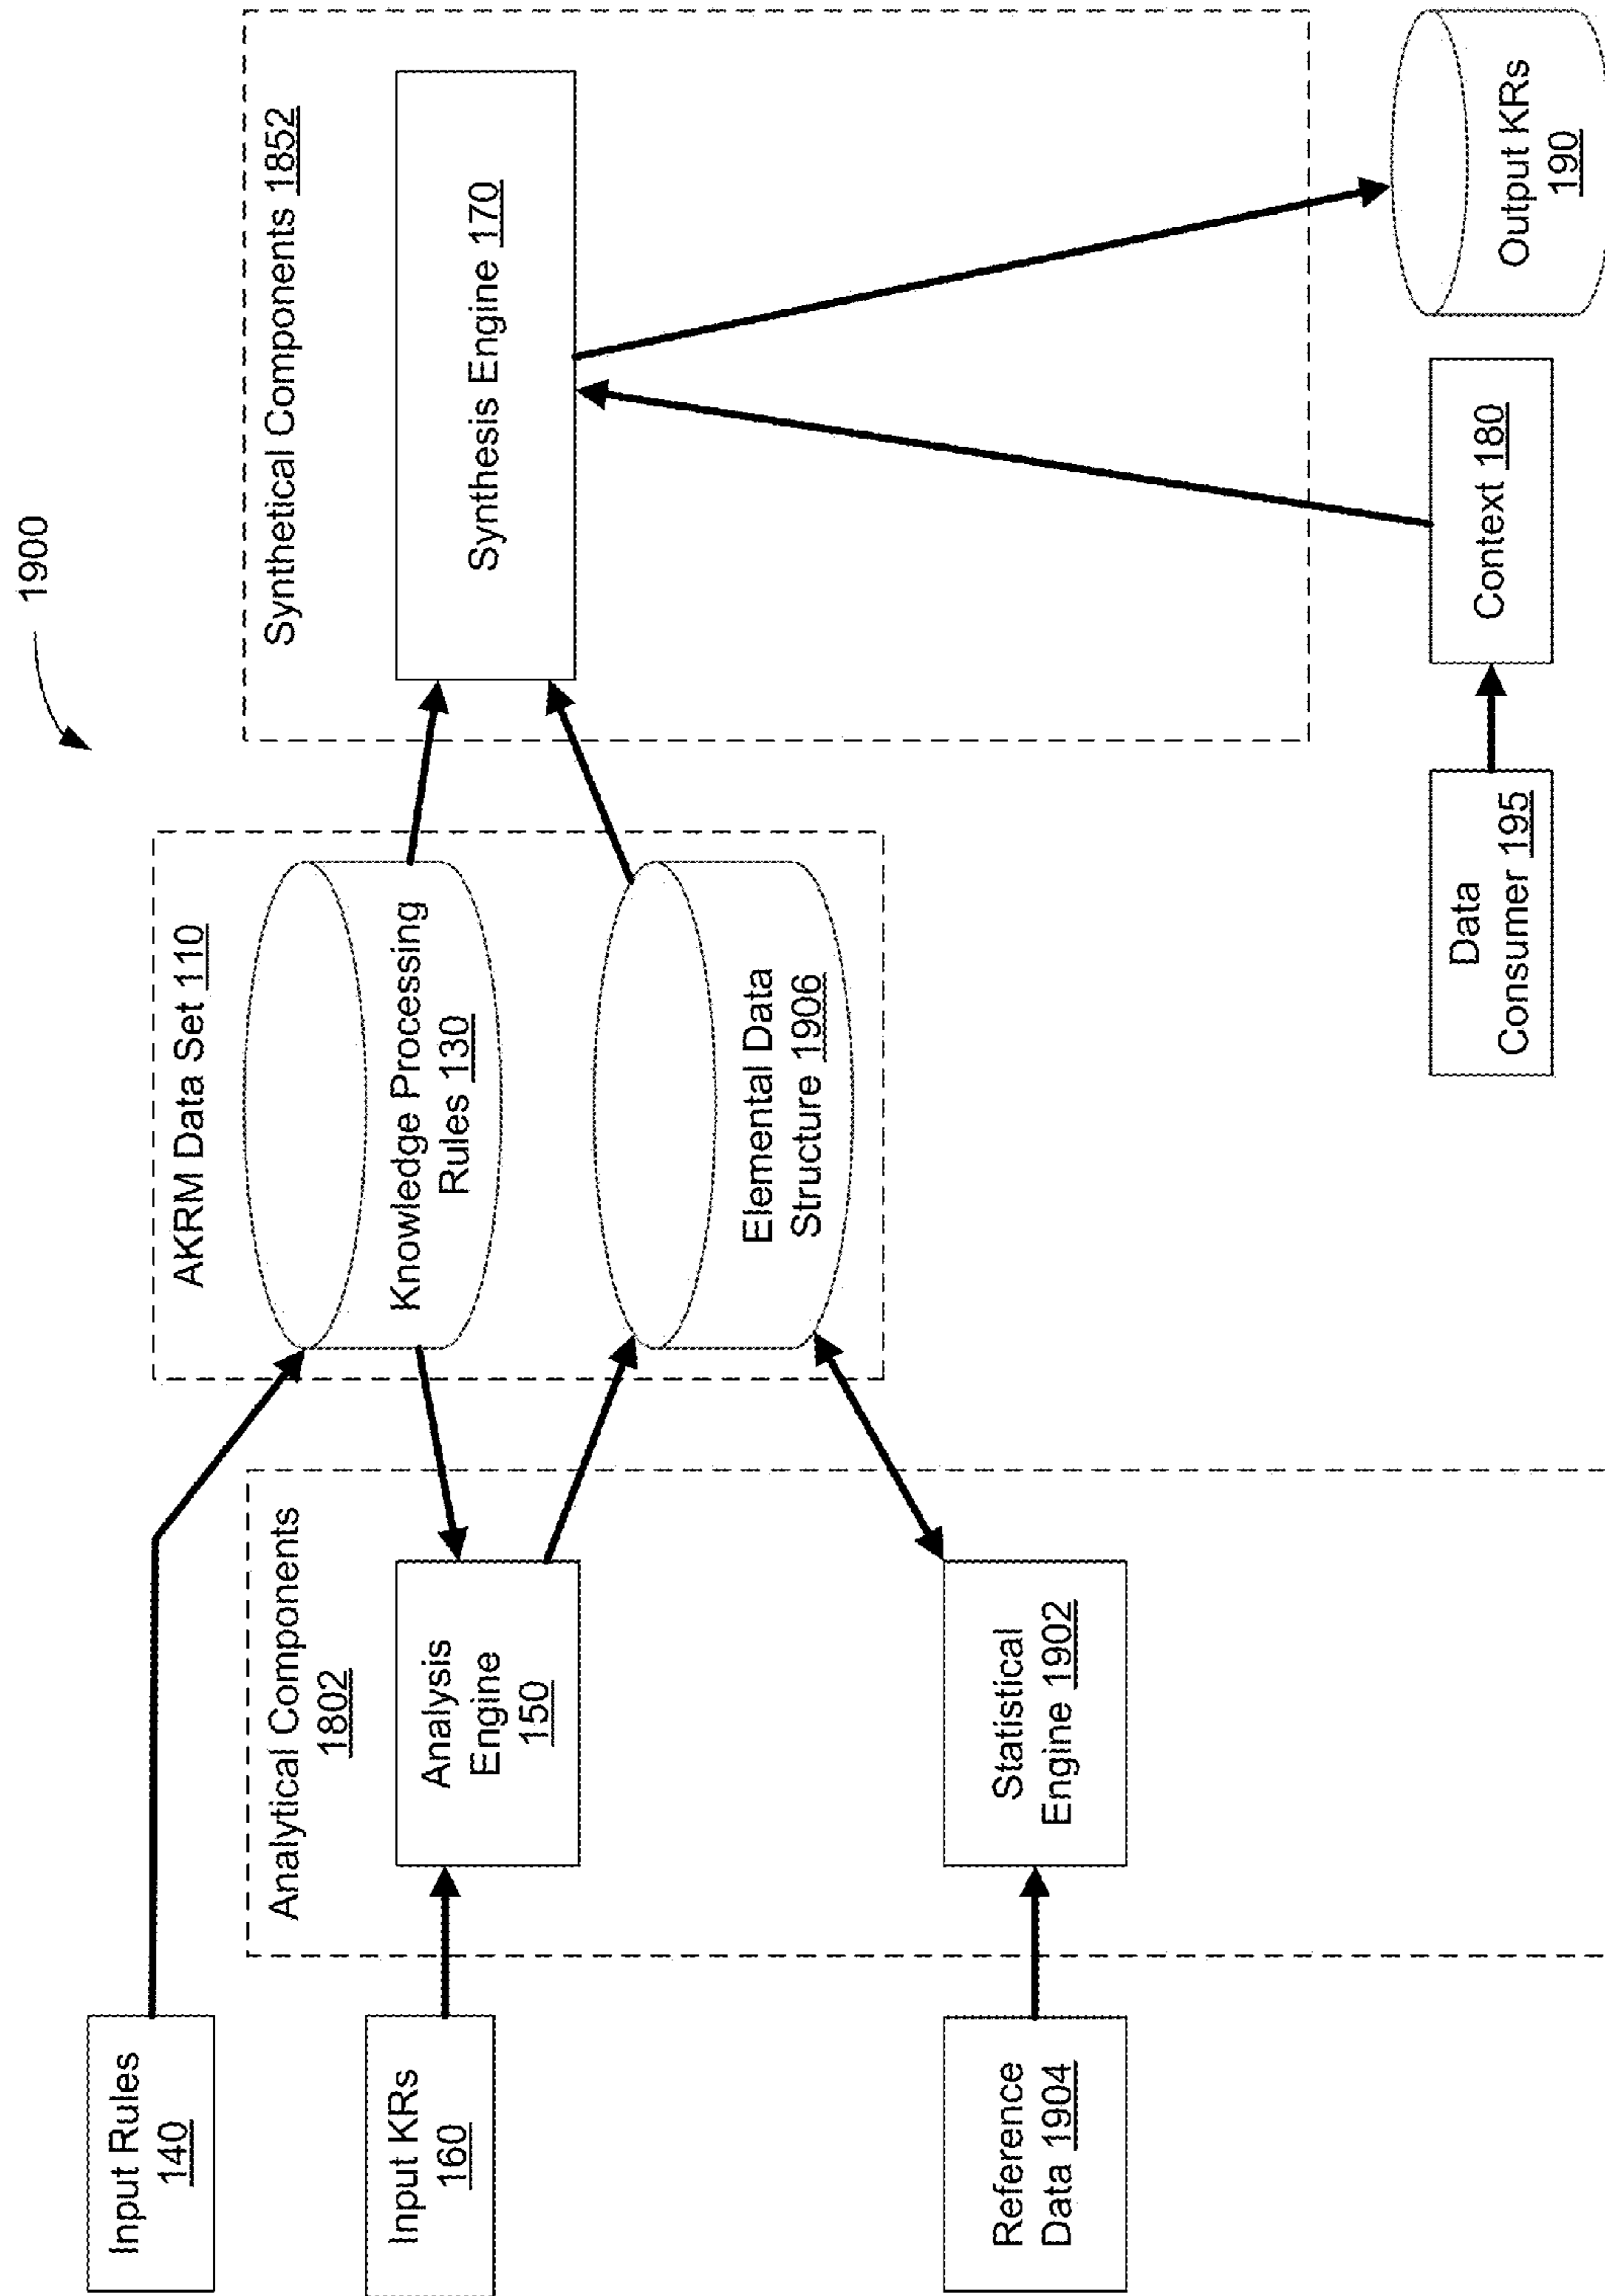 1900
Input Rules
140
Input KRs
160
Reference
Data 1904
Analytical Components
1802
Analysis
Engine
150
Statistical
Engine 1902
AKRM Data Set 110
Knowledge Processing
Rules 130
Elemental Data
Structure 1906
Synthetical Components 1852
Synthesis Engine 170
Data
Consumer 195
Context 180
Output KRs
190